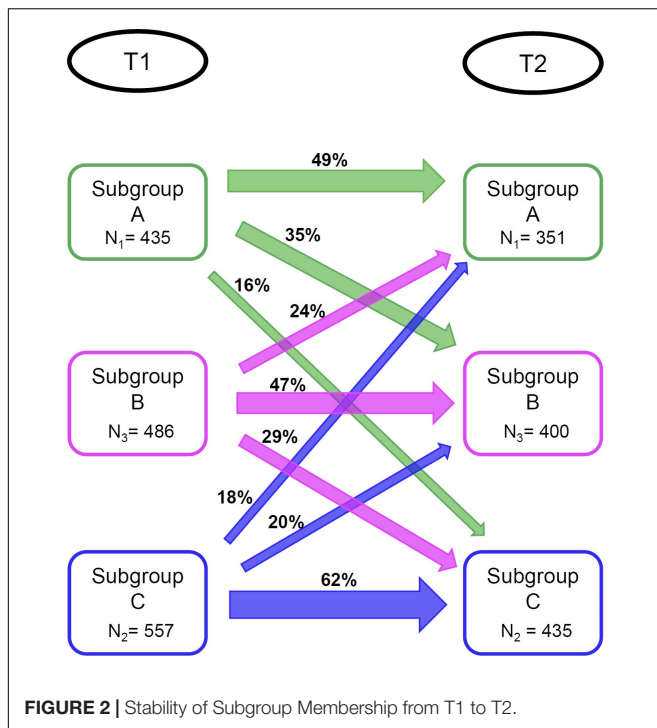 T1
T2
49%
Subgroup
A
N₁= 435
Subgroup
A
N₁= 351
35%
16%
24%
Subgroup
B
N₃= 486
47%
Subgroup
B
N₃= 400
29%
18%
20%
Subgroup
C
N₂= 557
62%
Subgroup
C
N₂ = 435
FIGURE 2 | Stability of Subgroup Membership from T1 to T2.